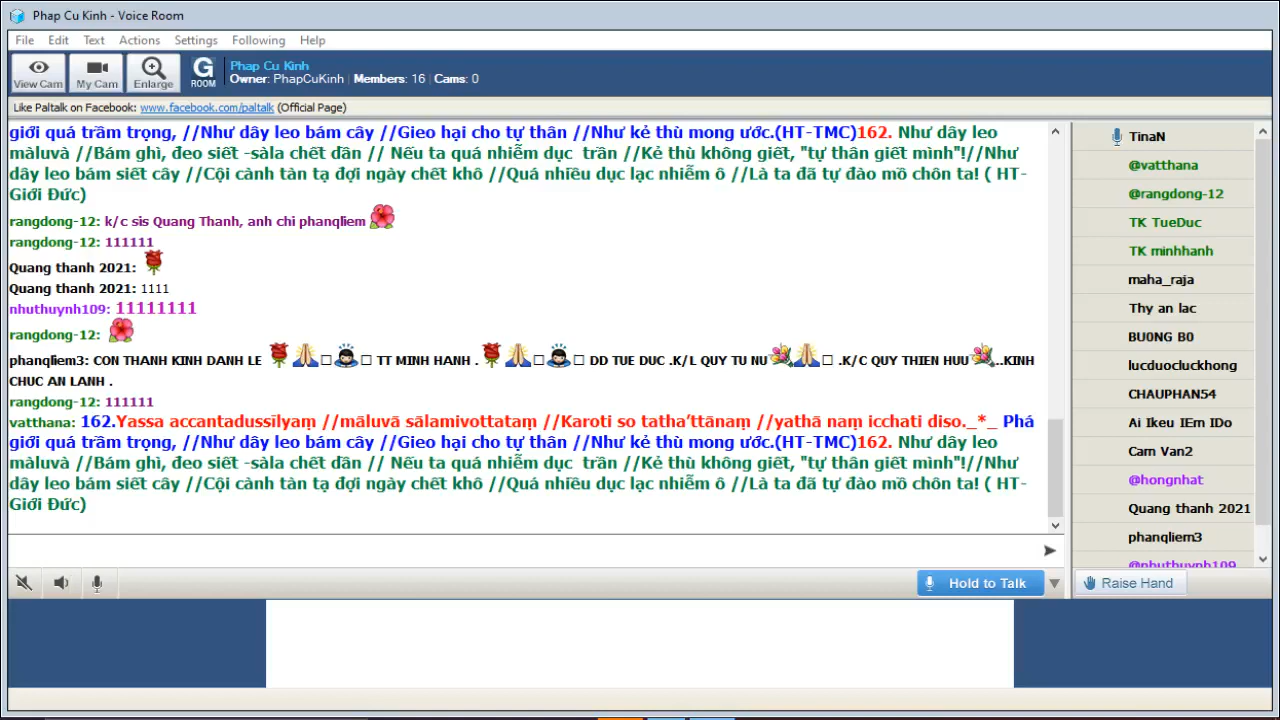 Phap Cu Kinh - Voice Room
File Edit Text Actions Settings Following Help
View Cam My Cam Enlarge G ROOM Phap Cu Kinh
Owner: PhapCuKinh | Members: 16 | Cams: 0
Like Paltalk on Facebook: www.facebook.com/paltalk (Official Page)
giới quá trầm trọng, //Như dây leo bám cây //Gieo hại cho tự thân //Như kẻ thù mong ước.(HT-TMC)162. Như dây leo
màluvà //Bám ghì, đeo siết -sàla chết dần // Nếu ta quá nhiễm dục trần //Kẻ thù không giết, "tự thân giết mình"!//Như
dây leo bám siết cây //Cội cành tàn tạ đợi ngày chết khô //Quá nhiều dục lạc nhiễm ô //Là ta đã tự đào mồ chôn ta! ( HT-
Giới Đức)
rangdong-12: k/c sis Quang Thanh, anh chi phanqliem
rangdong-12: 111111
Quang thanh 2021:
Quang thanh 2021: 1111
nhuthuynh109: 11111111
rangdong-12:
phanqliem3: CON THANH KINH DANH LE TT MINH HANH . DD TUE DUC .K/L QUY TU NU .K/C QUY THIEN HUU ..KINH
CHUC AN LANH .
rangdong-12: 111111
vatthana: 162.Yassa accantadussīlyaṃ //māluvā sālamivottataṃ //Karoti so tatha’ttānaṃ //yathā naṃ icchati diso._*_ Phá
giới quá trầm trọng, //Như dây leo bám cây //Gieo hại cho tự thân //Như kẻ thù mong ước.(HT-TMC)162. Như dây leo
màluvà //Bám ghì, đeo siết -sàla chết dần // Nếu ta quá nhiễm dục trần //Kẻ thù không giết, "tự thân giết mình"!//Như
dây leo bám siết cây //Cội cành tàn tạ đợi ngày chết khô //Quá nhiều dục lạc nhiễm ô //Là ta đã tự đào mồ chôn ta! ( HT-
Giới Đức)
Hold to Talk
TinaN
@vatthana
@rangdong-12
TK TueDuc
TK minhhanh
maha_raja
Thy an lac
BU0NG B0
lucduocluckhong
CHAUPHAN54
Ai Ikeu IEm IDo
Cam Van2
@hongnhat
Quang thanh 2021
phanqliem3
@nhuthuynh109
Raise Hand